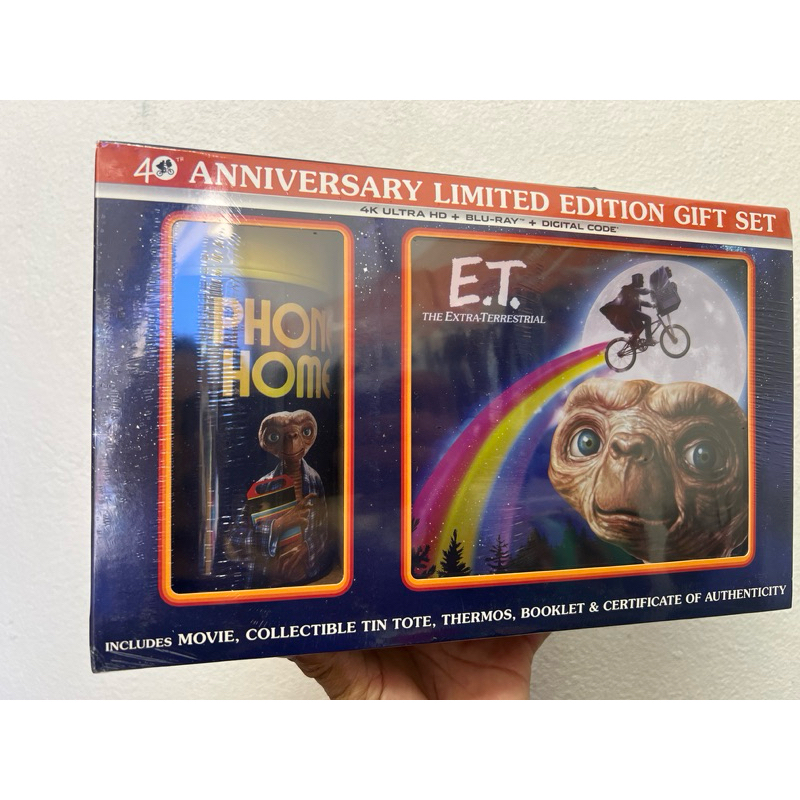 40TH ANNIVERSARY LIMITED EDITION GIFT SET
4K ULTRA HD + BLU-RAY™ + DIGITAL CODE*
PHONE
HOME
E.T.
THE EXTRA-TERRESTRIAL
INCLUDES MOVIE, COLLECTIBLE TIN TOTE, THERMOS, BOOKLET & CERTIFICATE OF AUTHENTICITY